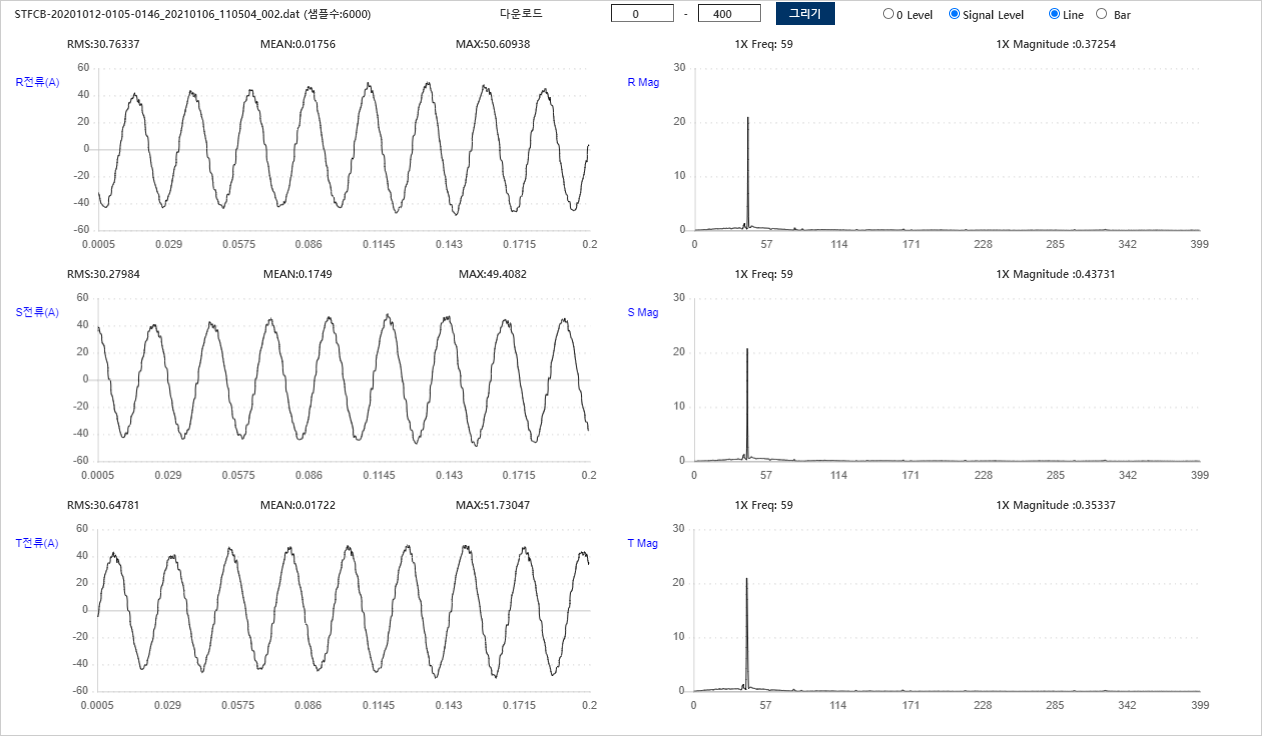 STFCB-20201012-0105-0146_20210106_110504_002.dat (샘플수:6000) 다운로드 0 - 400 그리기 0 Level Signal Level Line Bar
RMS:30.76337 MEAN:0.01756 MAX:50.60938 1X Freq: 59 1X Magnitude :0.37254
R전류(A)
60
40
20
0
-20
-40
-60
0.0005 0.029 0.0575 0.086 0.1145 0.143 0.1715 0.2
R Mag
30
20
10
0
0 57 114 171 228 285 342 399
RMS:30.27984 MEAN:0.1749 MAX:49.4082 1X Freq: 59 1X Magnitude :0.43731
S전류(A)
60
40
20
0
-20
-40
-60
0.0005 0.029 0.0575 0.086 0.1145 0.143 0.1715 0.2
S Mag
30
20
10
0
0 57 114 171 228 285 342 399
RMS:30.64781 MEAN:0.01722 MAX:51.73047 1X Freq: 59 1X Magnitude :0.35337
T전류(A)
60
40
20
0
-20
-40
-60
0.0005 0.029 0.0575 0.086 0.1145 0.143 0.1715 0.2
T Mag
30
20
10
0
0 57 114 171 228 285 342 399